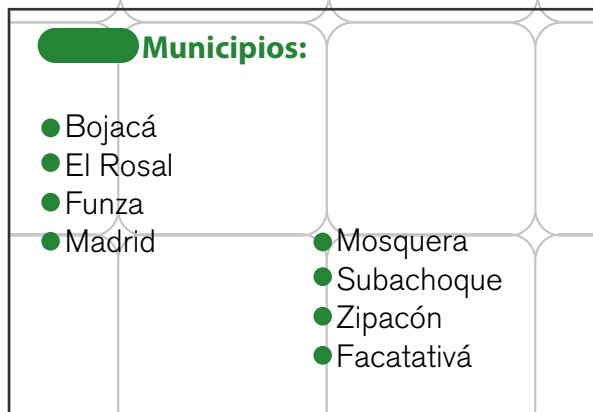 Municipios:
Bojacá
El Rosal
Funza
Madrid
Mosquera
Subachoque
Zipacón
Facatativá